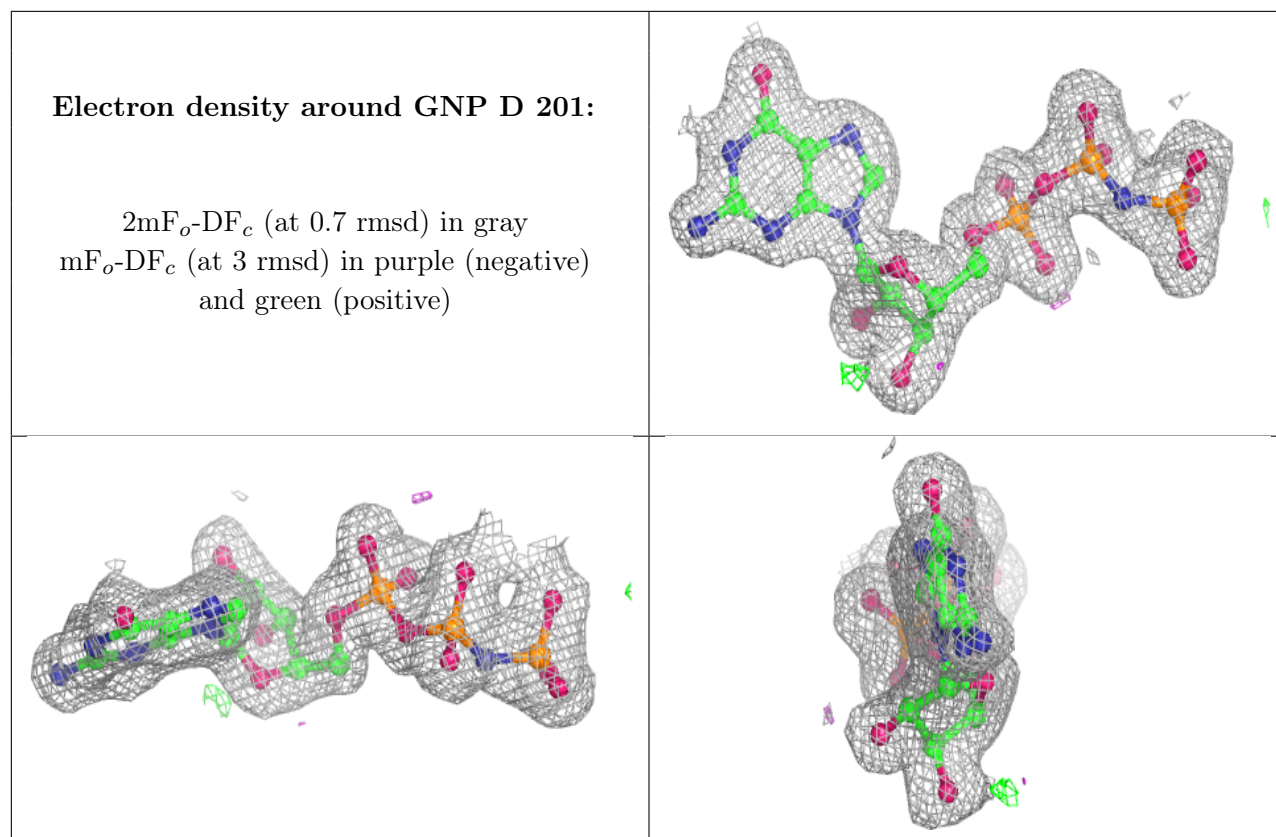 Electron density around GNP D 201:
2mFo-DFc (at 0.7 rmsd) in gray
mFo-DFc (at 3 rmsd) in purple (negative)
and green (positive)